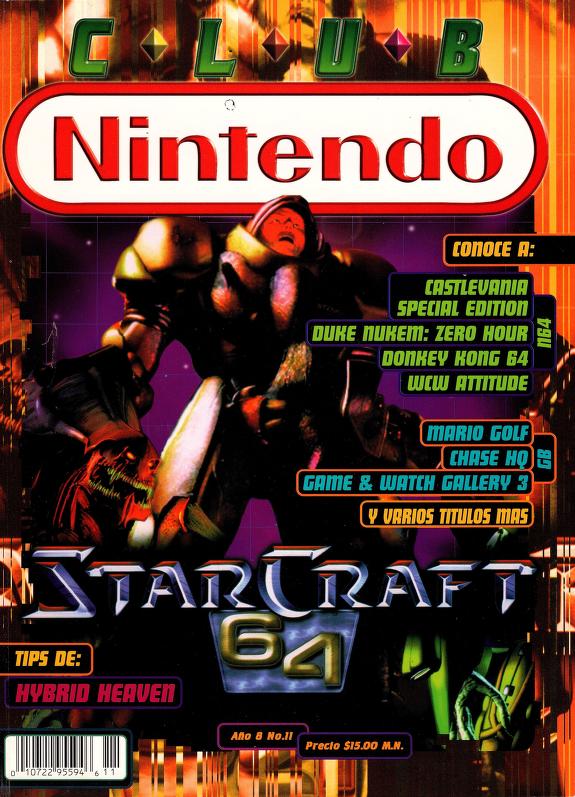 CLUB
Nintendo
CONOCE A:
CASTLEVANIA
SPECIAL EDITION
DUKE NUKEM: ZERO HOUR
DONKEY KONG 64
WCW ATTITUDE
N64
MARIO GOLF
CHASE HQ
GAME & WATCH GALLERY 3
GB
Y VARIOS TITULOS MAS
STARCRAFT
64
TIPS DE:
HYBRID HEAVEN
Año 8 No.11
Precio $15.00 M.N.
0 10722 95594 6 11